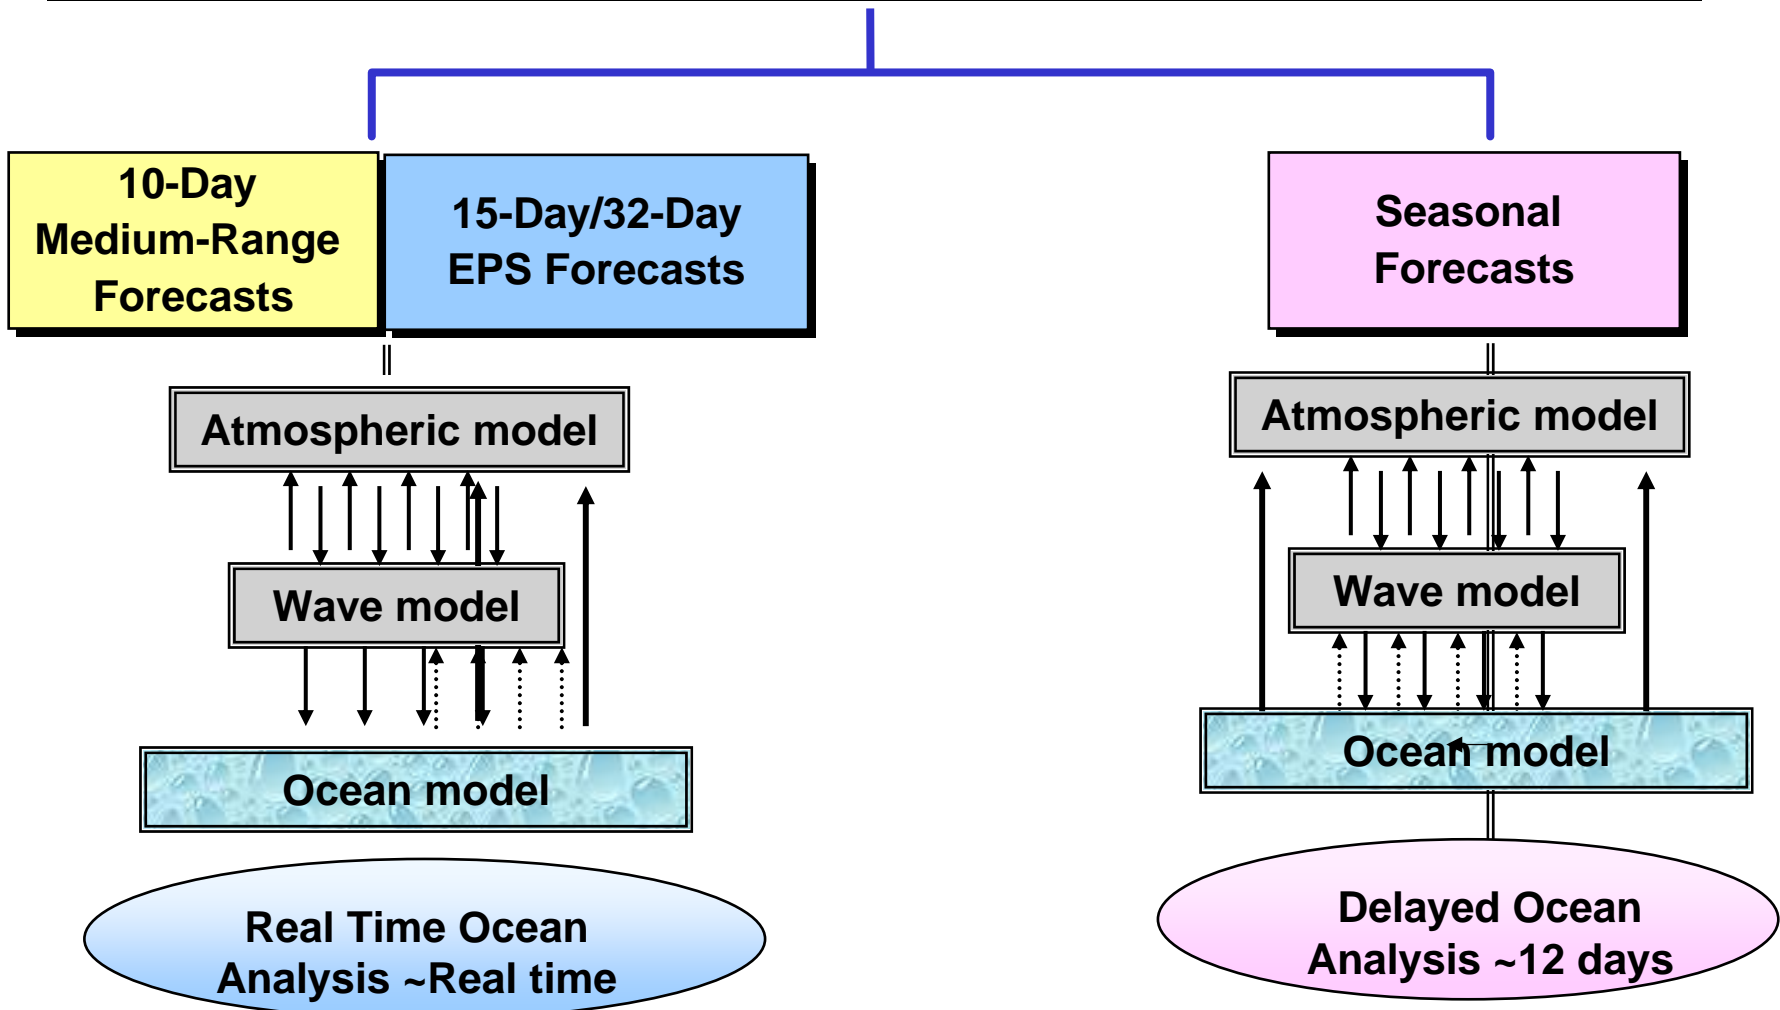 10-Day
Medium-Range
Forecasts
15-Day/32-Day
EPS Forecasts
Atmospheric model
Wave model
Ocean model
Real Time Ocean
Analysis ~Real time
Seasonal
Forecasts
Atmospheric model
Wave model
Ocean model
Delayed Ocean
Analysis ~12 days